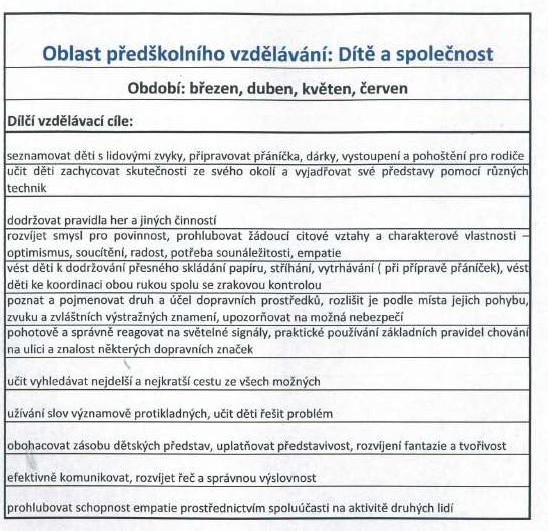 Oblast předškolního vzdělávání: Dítě a společnost
Období: březen, duben, květen, červen
Dílčí vzdělávací cíle:
seznamovat děti s lidovými zvyky, připravovat přáníčka, dárky, vystoupení a pohoštění pro rodiče
učit děti zachycovat skutečnosti ze svého okolí a vyjadřovat své představy pomocí různých
technik
dodržovat pravidla her a jiných činností
rozvíjet smysl pro povinnost, prohlubovat žádoucí citové vztahy a charakterové vlastnosti –
optimismus, soucítění, radost, potřeba sounáležitosti, empatie
vést děti k dodržování přesného skládání papíru, stříhání, vytrhávání ( při přípravě přáníček), vést
děti ke koordinaci obou rukou spolu se zrakovou kontrolou
poznat a pojmenovat druh a účel dopravních prostředků, rozlišit je podle místa jejich pohybu,
zvuku a zvláštních výstražných znamení, upozorňovat na možná nebezpečí
pohotově a správně reagovat na světelné signály, praktické používání základních pravidel chování
na ulici a znalost některých dopravních značek
učit vyhledávat nejdelší a nejkratší cestu ze všech možných
užívání slov významově protikladných, učit děti řešit problém
obohacovat zásobu dětských představ, uplatňovat představivost, rozvíjení fantazie a tvořivost
efektivně komunikovat, rozvíjet řeč a správnou výslovnost
prohlubovat schopnost empatie prostřednictvím spoluúčasti na aktivitě druhých lidí